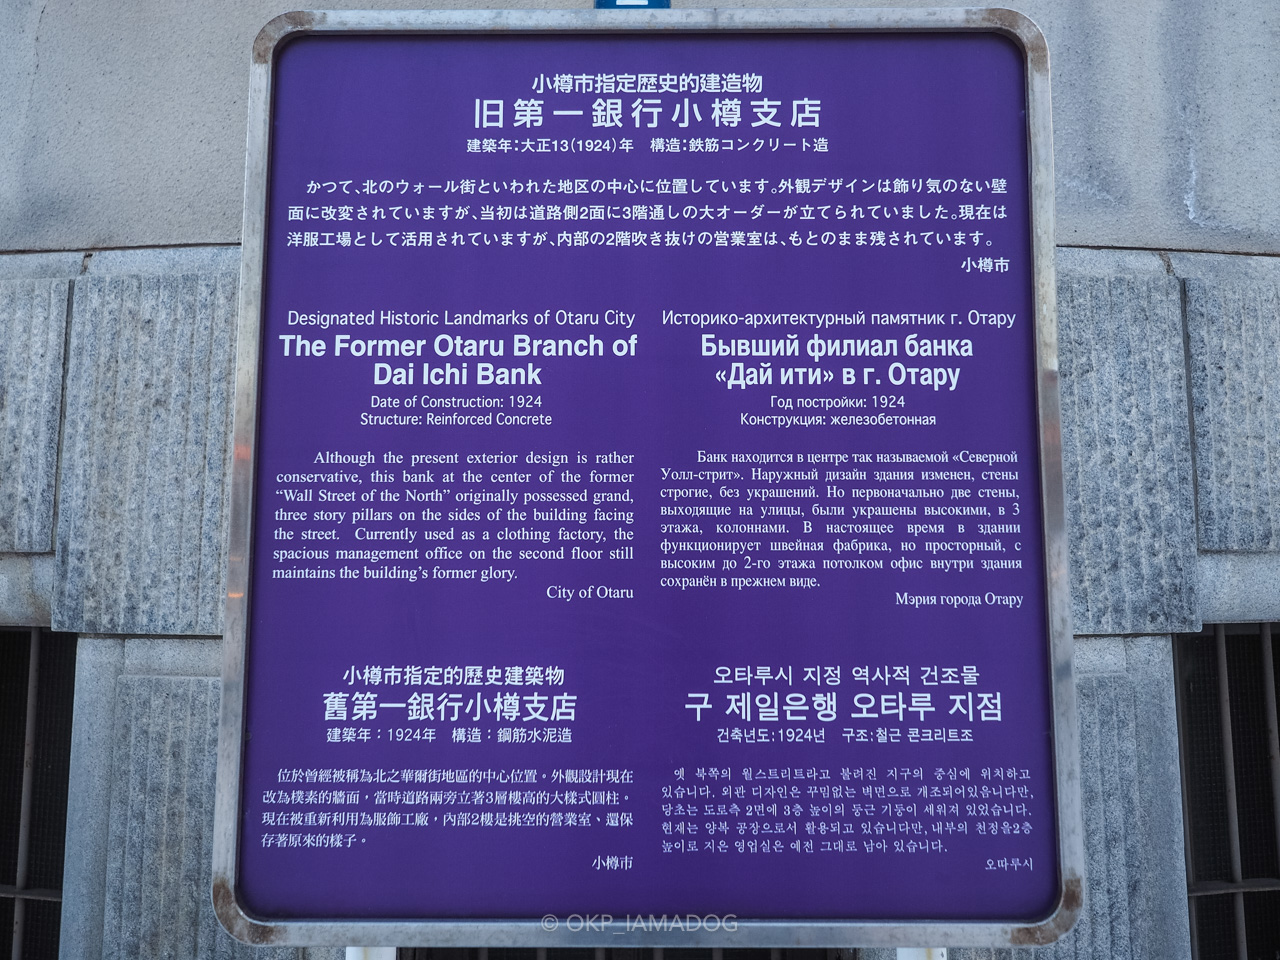 小樽市指定歴史的建造物
旧第一銀行小樽支店
建築年:大正13(1924)年 構造:鉄筋コンクリート造
かつて、北のウォール街といわれた地区の中心に位置しています。外観デザインは飾り気のない壁
面に改変されていますが、当初は道路側2面に3階通しの大オーダーが立てられていました。現在は
洋服工場として活用されていますが、内部の2階吹き抜けの営業室は、もとのまま残されています。
小樽市
Designated Historic Landmarks of Otaru City
The Former Otaru Branch of
Dai Ichi Bank
Date of Construction: 1924
Structure: Reinforced Concrete
Although the present exterior design is rather
conservative, this bank at the center of the former
“Wall Street of the North” originally possessed grand,
three story pillars on the sides of the building facing
the street. Currently used as a clothing factory, the
spacious management office on the second floor still
maintains the building’s former glory.
City of Otaru
Историко-архитектурный памятник г. Отару
Бывший филиал банка
«Дай ити» в г. Отару
Год постройки: 1924
Конструкция: железобетонная
Банк находится в центре так называемой «Северной
Уолл-стрит». Наружный дизайн здания изменен, стены
строгие, без украшений. Но первоначально две стены,
выходящие на улицы, были украшены высокими, в 3
этажа, колоннами. В настоящее время в здании
функционирует швейная фабрика, но просторный, с
высоким до 2-го этажа потолком офис внутри здания
сохранён в прежнем виде.
Мэрия города Отару
小樽市指定的歷史建築物
舊第一銀行小樽支店
建築年：1924年 構造：鋼筋水泥造
位於曾經被稱為北之華爾街地區的中心位置。外觀設計現在
改為樸素的牆面，當時道路兩旁立著3層樓高的大樣式圓柱。
現在被重新利用為服飾工廠，內部2樓是挑空的營業室、還保
存著原來的樣子。
小樽市
오타루시 지정 역사적 건조물
구 제일은행 오타루 지점
건축년도:1924년 구조:철근 콘크리트조
옛 북쪽의 월스트리트라고 불려진 지구의 중심에 위치하고
있습니다. 외관 디자인은 꾸밈없는 벽면으로 개조되어있음니다만,
당초는 도로측 2면에 3층 높이의 둥근 기둥이 세워져 있었습니다.
현재는 양복 공장으로서 활용되고 있습니다만, 내부의 천정을2층
높이로 지은 영업실은 예전 그대로 남아 있습니다.
오따루시
© OKP_IAMADOG